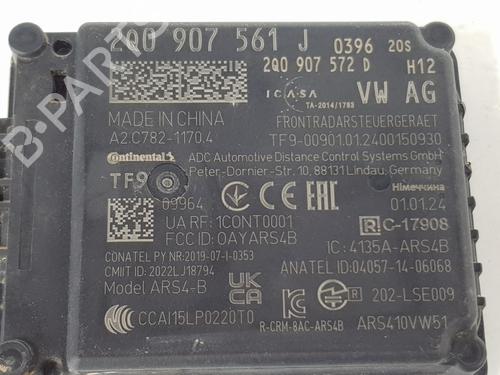 2Q0 907 561 J 0396 20S
2Q0 907 572 D H12
ICASA
TA-2014/1783
VW AG
MADE IN CHINA
FRONTRADARSTEUERGERAET
A2C782-1170.4
TF9-00901.01.2400150930
Continental
ADC Automotive Distance Control Systems GmbH
Peter-Dornier-Str. 10, 88131 Lindau, Germany
TF9
CE EAC
Німеччина
09964
01.01.24
UA RF: 1CONT0001
R C-17908
FCC ID: OAYARS4B
IC: 4135A-ARS4B
CONATEL PY NR: 2019-07-I-0353
ANATEL ID: 04057-14-06068
CMIIT ID: 2022LJ18794
Model ARS4-B
UK CA
202-LSE009
CCAI15LP0220T0
R-CRM-8AC-ARS4B
ARS410VW51